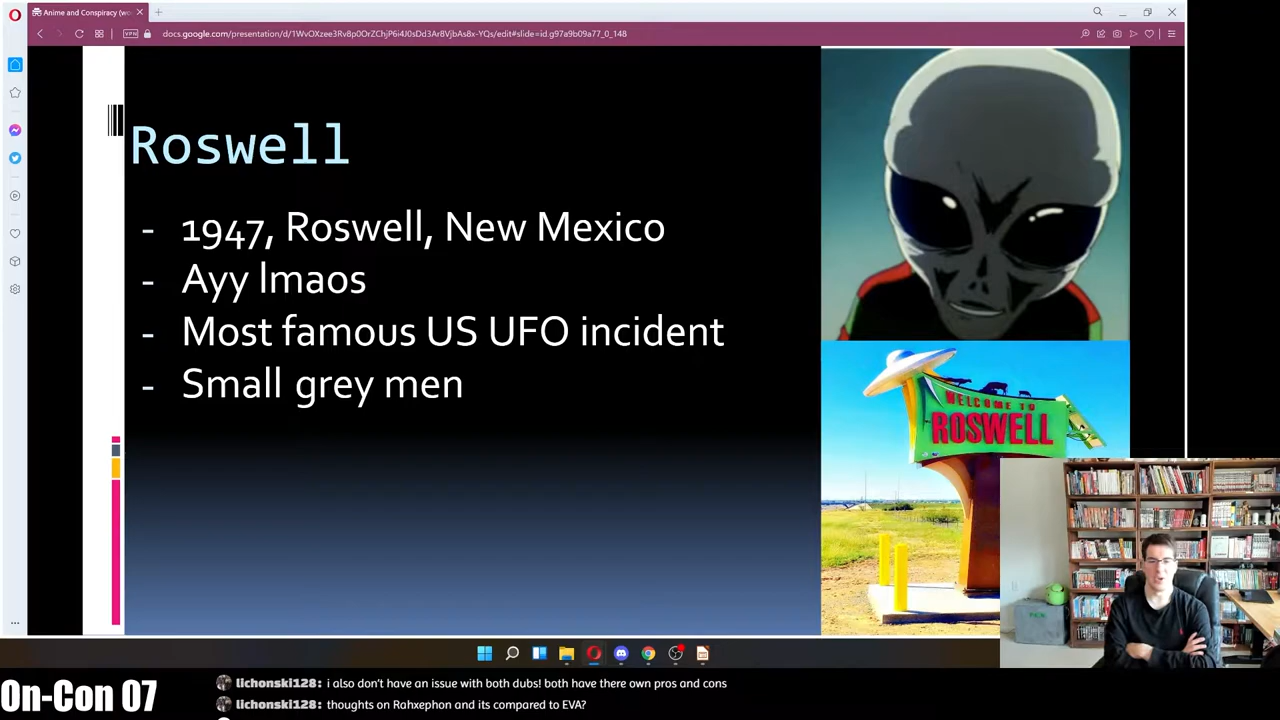 Anime and Conspiracy (wo
VPN
docs.google.com/presentation/d/1WvOXzee3Rv8p0OrZChjP6i4J0sDd3Ar8VjbAs8x-YQs/edit#slide=id.g97a9b09a77_0_148
Roswell
- 1947, Roswell, New Mexico
- Ayy lmaos
- Most famous US UFO incident
- Small grey men
WELCOME TO
ROSWELL
On-Con 07
lichonski128: i also don't have an issue with both dubs! both have there own pros and cons
lichonski128: thoughts on Rahxephon and its compared to EVA?